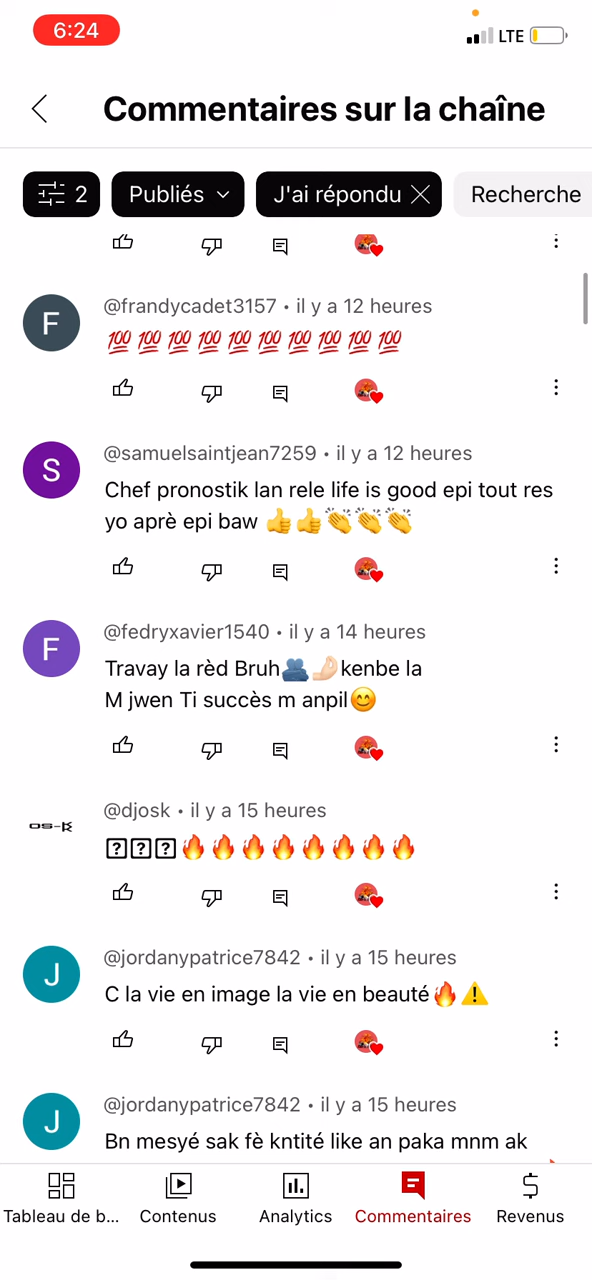 6:24
LTE
Commentaires sur la chaîne
2
Publiés
J'ai répondu
Recherche
F
@frandycadet3157 • il y a 12 heures
💯💯💯💯💯💯💯💯💯💯
S
@samuelsaintjean7259 • il y a 12 heures
Chef pronostik lan rele life is good epi tout res
yo aprè epi baw 👍👍👏👏👏
F
@fedryxavier1540 • il y a 14 heures
Travay la rèd Bruh🫂🤌🏻kenbe la
M jwen Ti succès m anpil😊
OS-K
@djosk • il y a 15 heures
🔥🔥🔥🔥🔥🔥🔥🔥
J
@jordanypatrice7842 • il y a 15 heures
C la vie en image la vie en beauté🔥⚠️
J
@jordanypatrice7842 • il y a 15 heures
Bn mesyé sak fè kntité like an paka mnm ak
Tableau de b...
Contenus
Analytics
Commentaires
Revenus